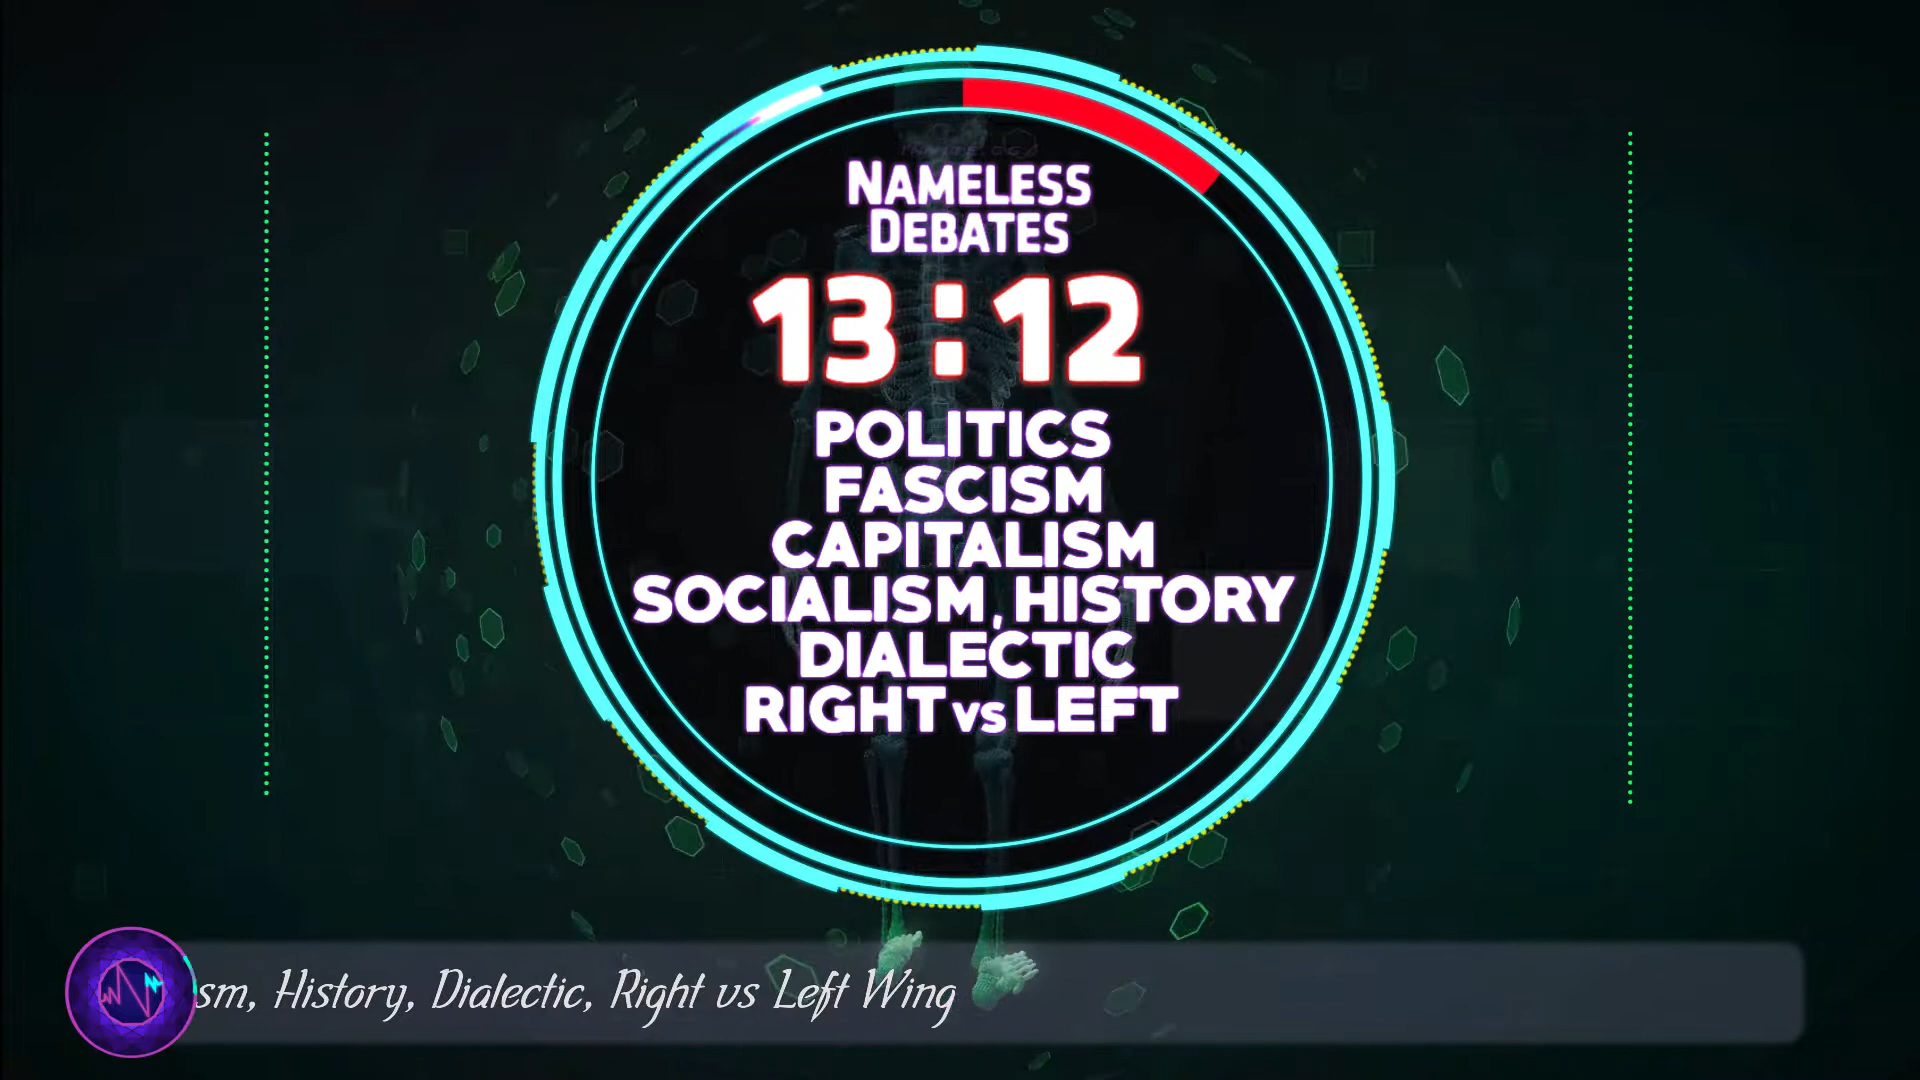 NAMELESS
DEBATES
13:12
POLITICS
FASCISM
CAPITALISM
SOCIALISM, HISTORY
DIALECTIC
RIGHT vs LEFT
sm, History, Dialectic, Right vs Left Wing